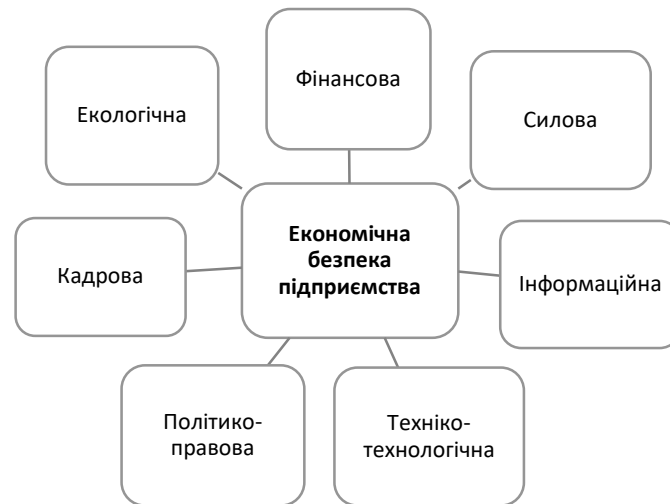 Фінансова
Екологічна
Силова
Економічна
безпека
підприємства
Кадрова
Інформаційна
Політико-
правова
Техніко-
технологічна